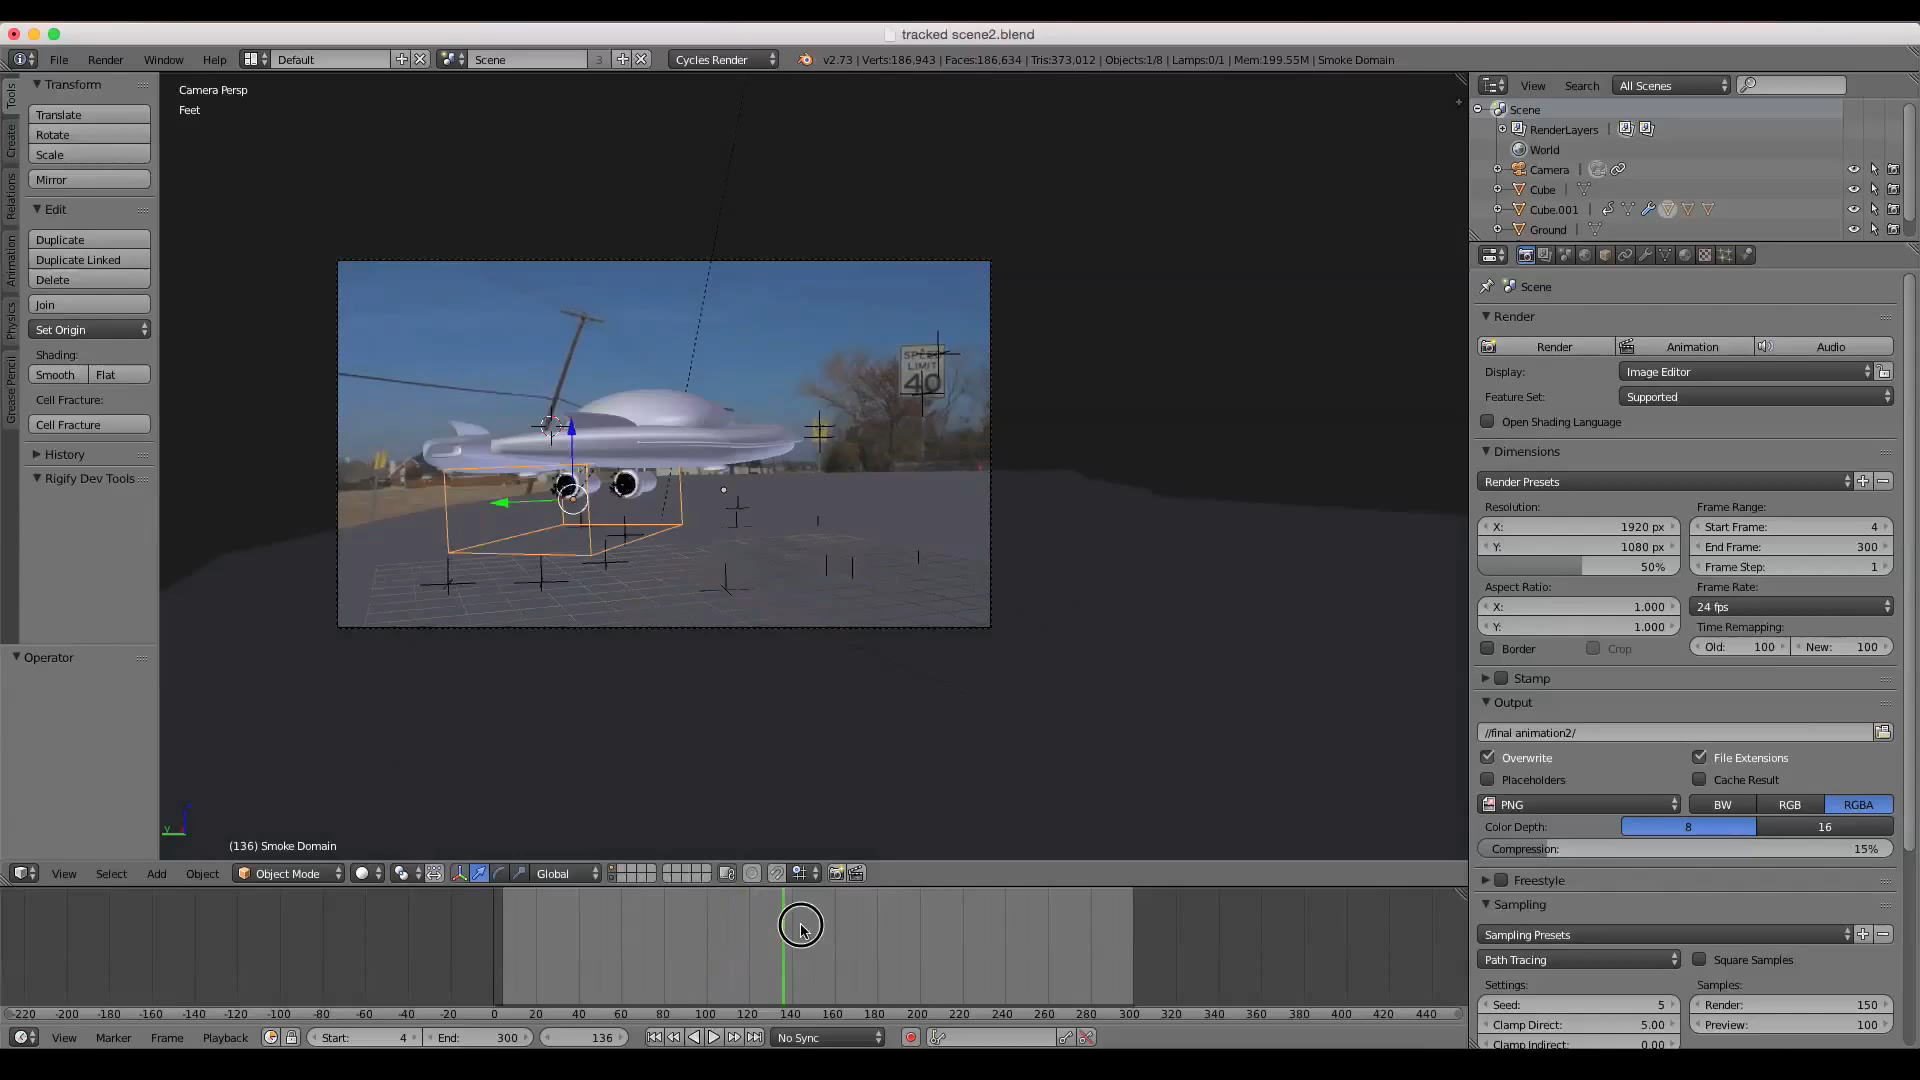 tracked scene2.blend
File Render Window Help Default Scene 3 Cycles Render v2.73 | Verts:186,943 | Faces:186,634 | Tris:373,012 | Objects:1/8 | Lamps:0/1 | Mem:199.55M | Smoke Domain
Tools
Create
Relations
Animation
Physics
Grease Pencil
Transform
Translate
Rotate
Scale
Mirror
Edit
Duplicate
Duplicate Linked
Delete
Join
Set Origin
Shading:
Smooth Flat
Cell Fracture:
Cell Fracture
History
Rigify Dev Tools
Operator
Camera Persp
Feet
SPEED
LIMIT
40
(136) Smoke Domain
View Select Add Object Object Mode Global
-220 -200 -180 -160 -140 -120 -100 -80 -60 -40 -20 0 20 40 60 80 100 120 140 160 180 200 220 240 260 280 300 320 340 360 380 400 420 440
View Marker Frame Playback Start: 4 End: 300 136 No Sync
View Search All Scenes
Scene
RenderLayers
World
Camera
Cube
Cube.001
Ground
Scene
Render
Render Animation Audio
Display: Image Editor
Feature Set: Supported
Open Shading Language
Dimensions
Render Presets
Resolution: Frame Range:
X: 1920 px Start Frame: 4
Y: 1080 px End Frame: 300
50% Frame Step: 1
Aspect Ratio: Frame Rate:
X: 1.000 24 fps
Y: 1.000 Time Remapping:
Border Crop Old: 100 New: 100
Stamp
Output
//final animation2/
Overwrite File Extensions
Placeholders Cache Result
PNG BW RGB RGBA
Color Depth: 8 16
Compression: 15%
Freestyle
Sampling
Sampling Presets
Path Tracing Square Samples
Settings: Samples:
Seed: 5 Render: 150
Clamp Direct: 5.00 Preview: 100
Clamp Indirect: 0.00